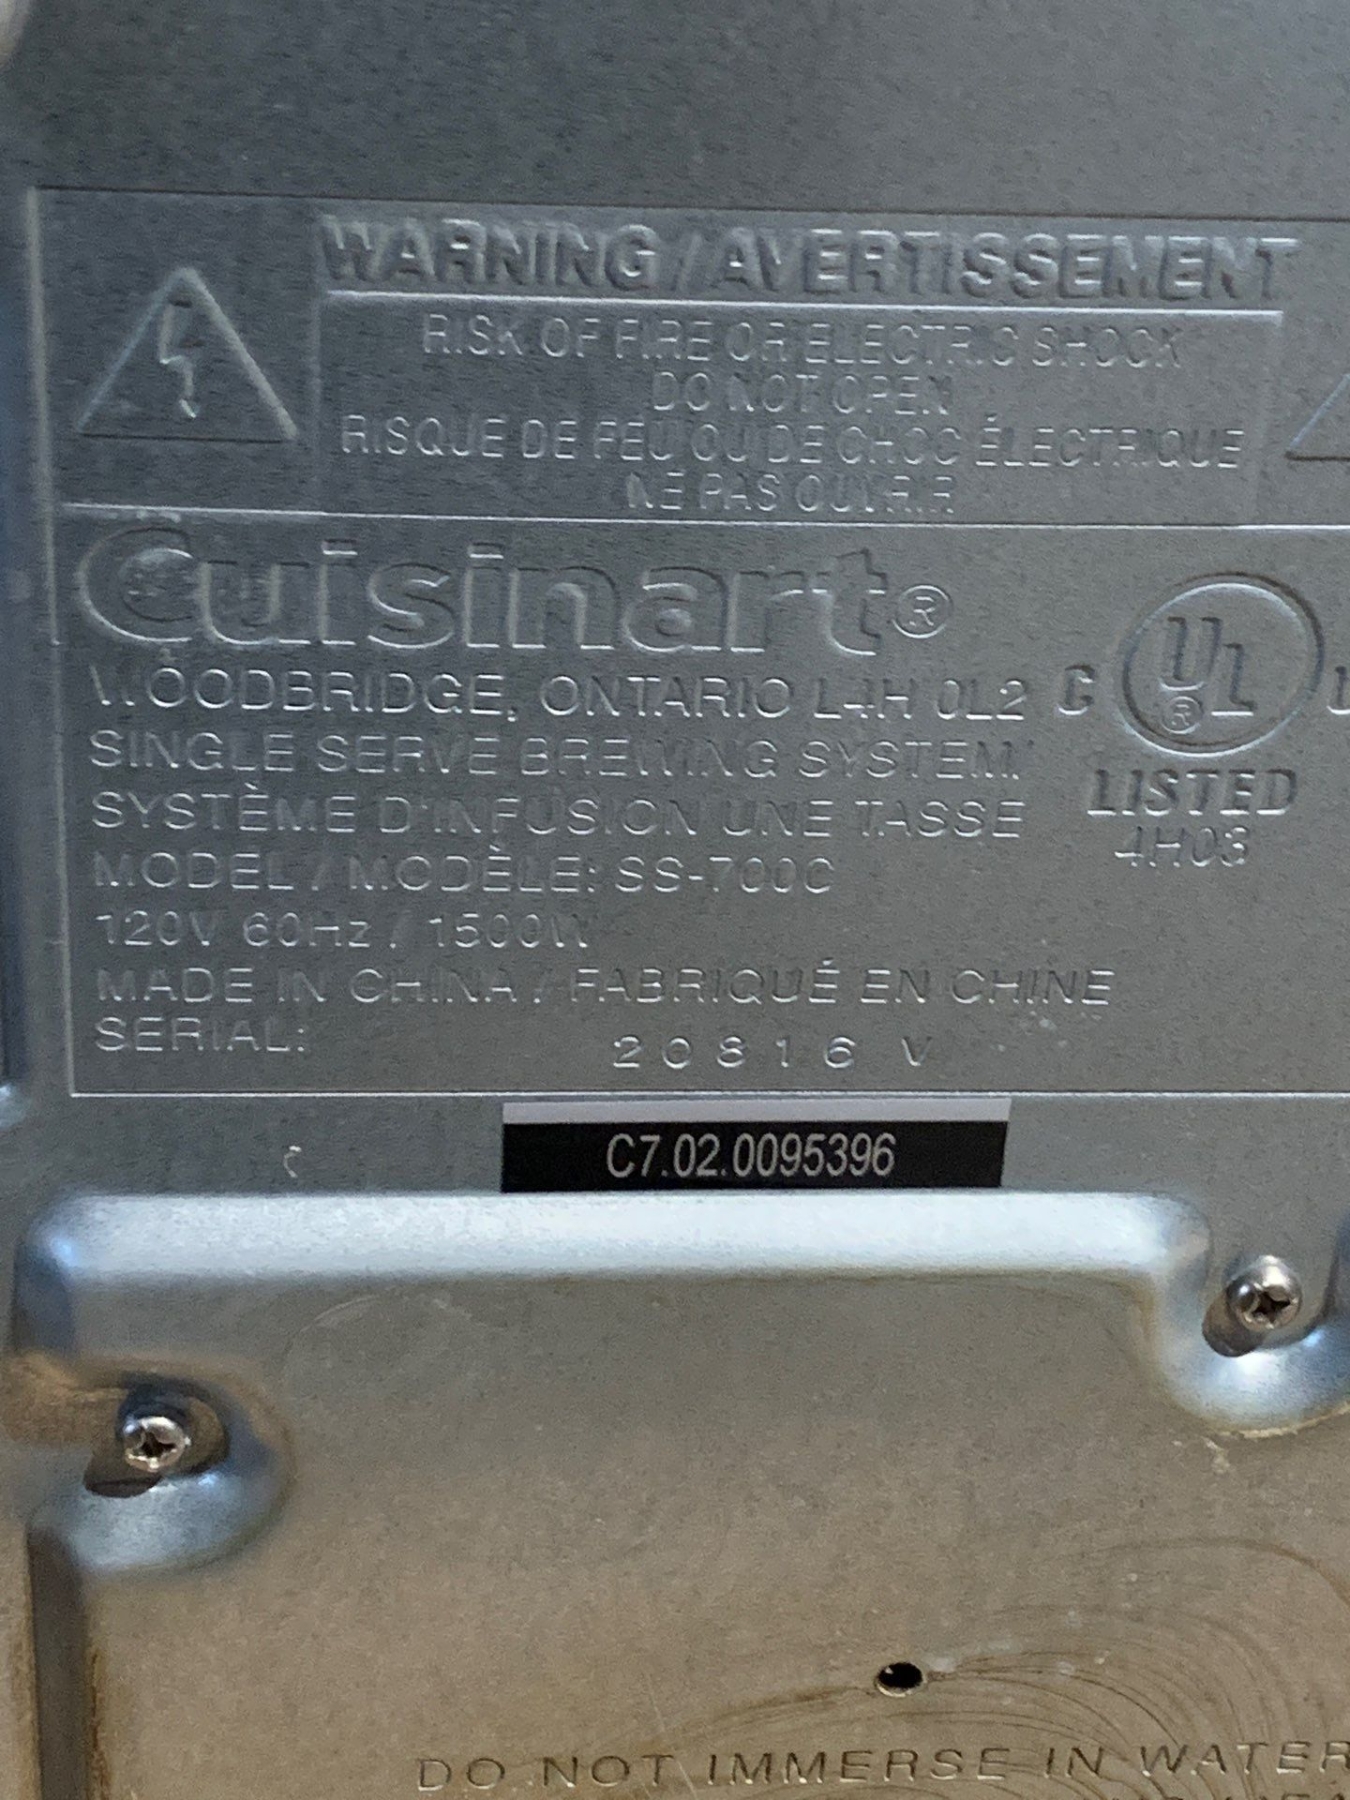 WARNING / AVERTISSEMENT
RISK OF FIRE OR ELECTRIC SHOCK
DO NOT OPEN
RISQUE DE FEU OU DE CHOC ÉLECTRIQUE
NE PAS OUVRIR
Cuisinart®
WOODBRIDGE, ONTARIO L4H 0L2
SINGLE SERVE BREWING SYSTEM/
SYSTÈME D'INFUSION UNE TASSE
MODEL / MODÈLE: SS-700C
120V 60Hz / 1500W
MADE IN CHINA / FABRIQUÉ EN CHINE
SERIAL: 20816 V
C UL ®
LISTED
4H03
C7.02.0095396
DO NOT IMMERSE IN WATER